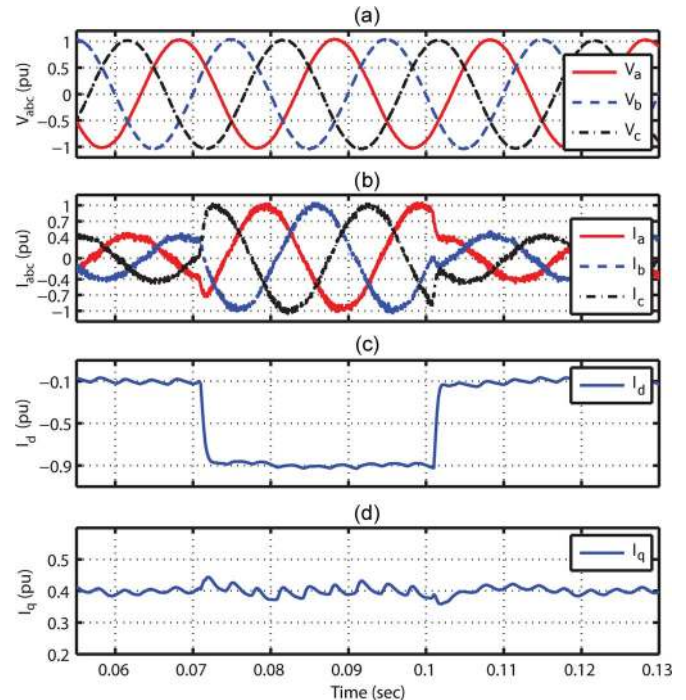 (a)
V_abc (pu)
1
0.5
0
−0.5
−1
V_a
V_b
V_c
(b)
I_abc (pu)
1
0.7
0.4
0
−0.4
−0.7
−1
I_a
I_b
I_c
(c)
I_d (pu)
−0.1
−0.5
−0.9
I_d
(d)
I_q (pu)
0.5
0.4
0.3
0.2
I_q
0.06 0.07 0.08 0.09 0.1 0.11 0.12 0.13
Time (sec)